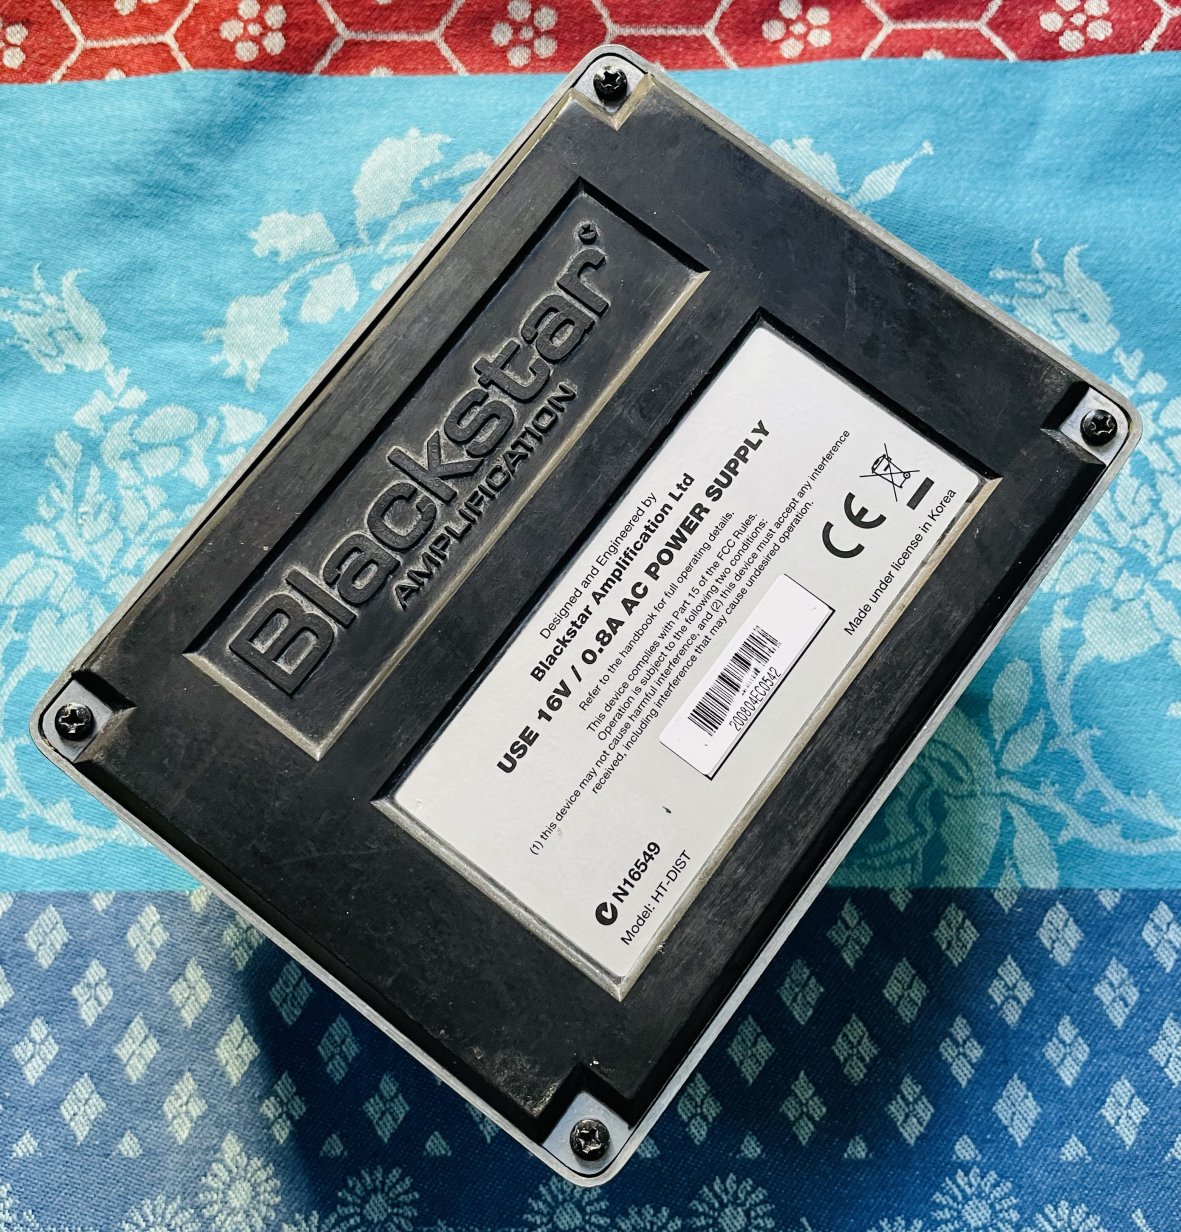 Blackstar
AMPLIFICATION
Designed and Engineered by
Blackstar Amplification Ltd
USE 16V / 0.8A AC POWER SUPPLY
Refer to the handbook for full operating details.
This device complies with Part 15 of the FCC Rules.
Operation is subject to the following two conditions:
(1) this device may not cause harmful interference, and (2) this device must accept any interference
received, including interference that may cause undesired operation.
200804EC0542
CE
N16549
Model: HT-DIST
Made under license in Korea